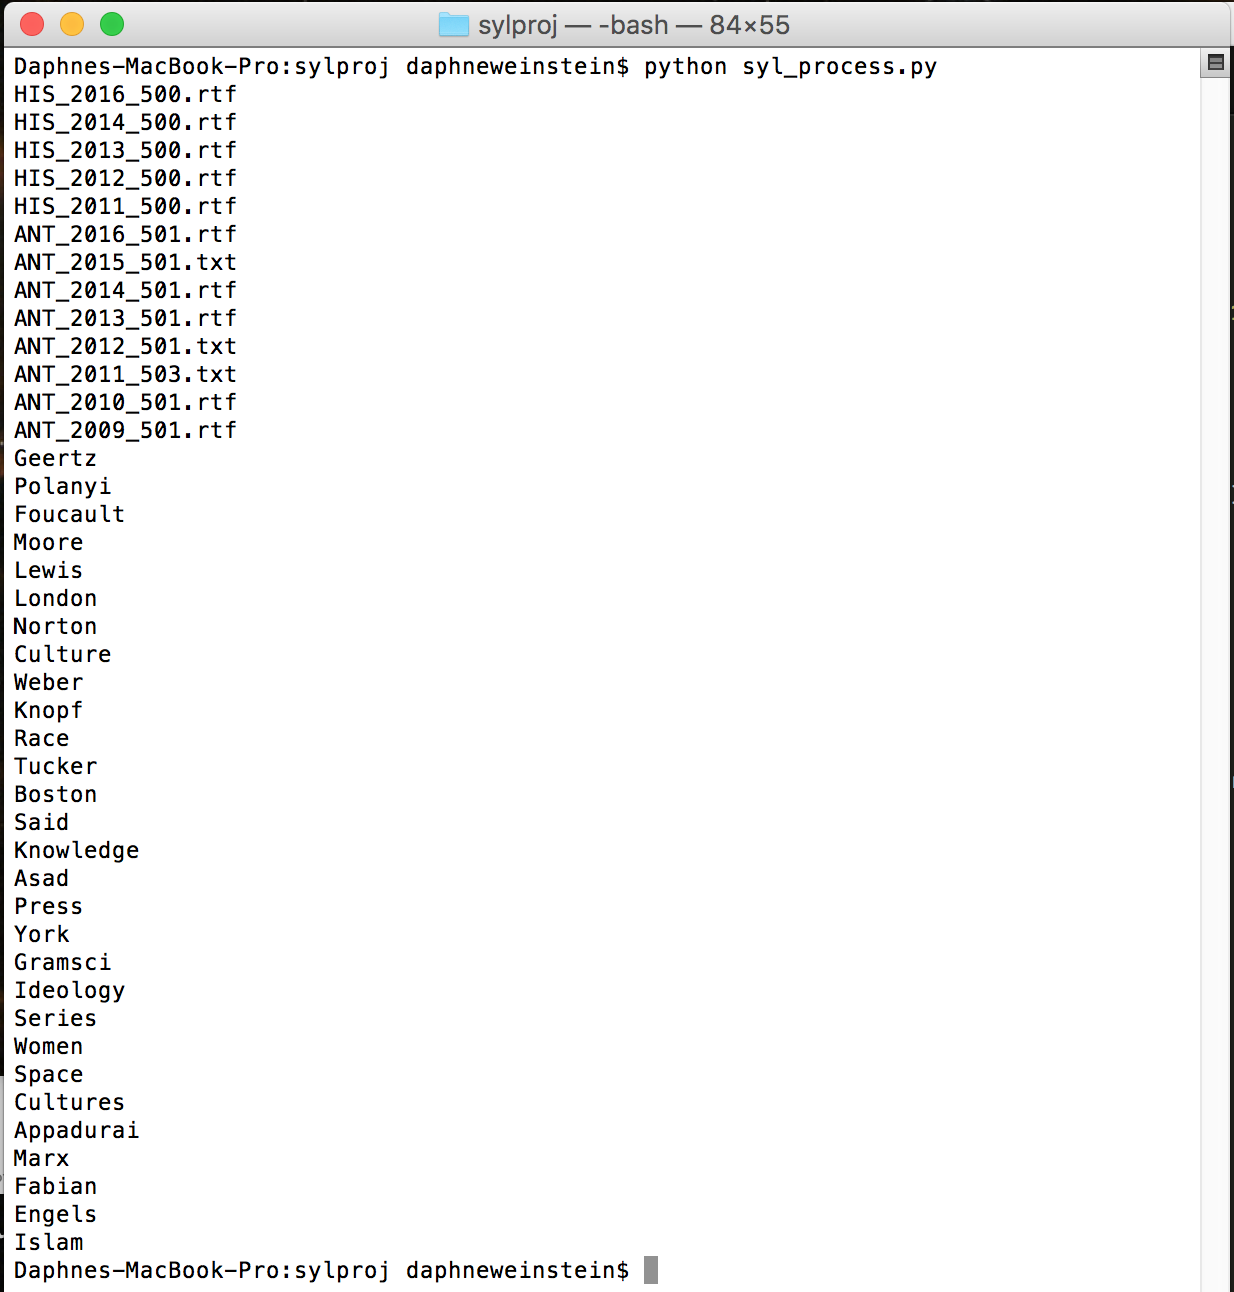 sylproj — -bash — 84×55
Daphnes-MacBook-Pro:sylproj daphneweinstein$ python syl_process.py
HIS_2016_500.rtf
HIS_2014_500.rtf
HIS_2013_500.rtf
HIS_2012_500.rtf
HIS_2011_500.rtf
ANT_2016_501.rtf
ANT_2015_501.txt
ANT_2014_501.rtf
ANT_2013_501.rtf
ANT_2012_501.txt
ANT_2011_503.txt
ANT_2010_501.rtf
ANT_2009_501.rtf
Geertz
Polanyi
Foucault
Moore
Lewis
London
Norton
Culture
Weber
Knopf
Race
Tucker
Boston
Said
Knowledge
Asad
Press
York
Gramsci
Ideology
Series
Women
Space
Cultures
Appadurai
Marx
Fabian
Engels
Islam
Daphnes-MacBook-Pro:sylproj daphneweinstein$